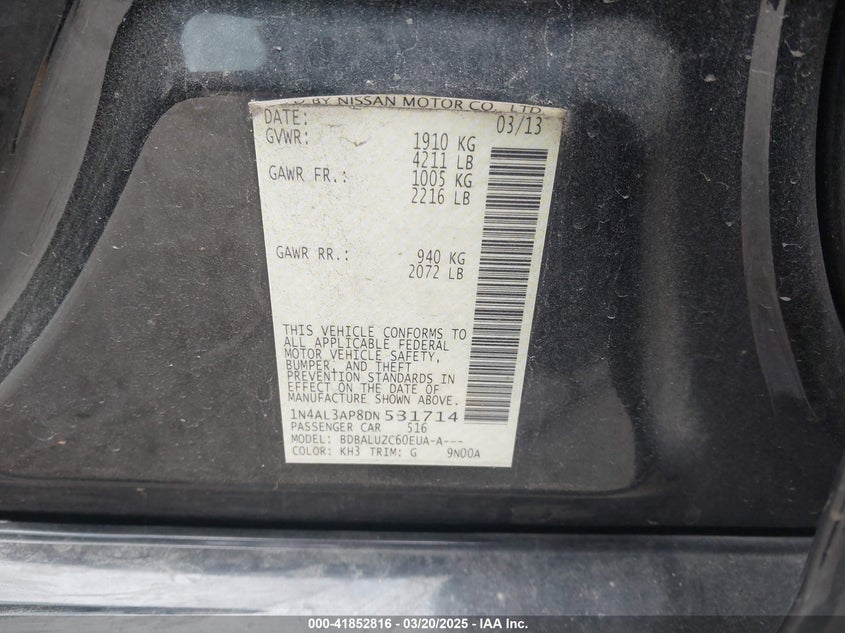 D BY NISSAN MOTOR CO., LTD.
DATE: 03/13
GVWR: 1910 KG
4211 LB
GAWR FR.: 1005 KG
2216 LB
GAWR RR.: 940 KG
2072 LB
THIS VEHICLE CONFORMS TO
ALL APPLICABLE FEDERAL
MOTOR VEHICLE SAFETY,
BUMPER, AND THEFT
PREVENTION STANDARDS IN
EFFECT ON THE DATE OF
MANUFACTURE SHOWN ABOVE.
1N4AL3AP8DN 531714
PASSENGER CAR 516
MODEL: BDBALUZC60EUA-A---
COLOR: KH3 TRIM: G 9N00A
000-41852816 - 03/20/2025 - IAA Inc.